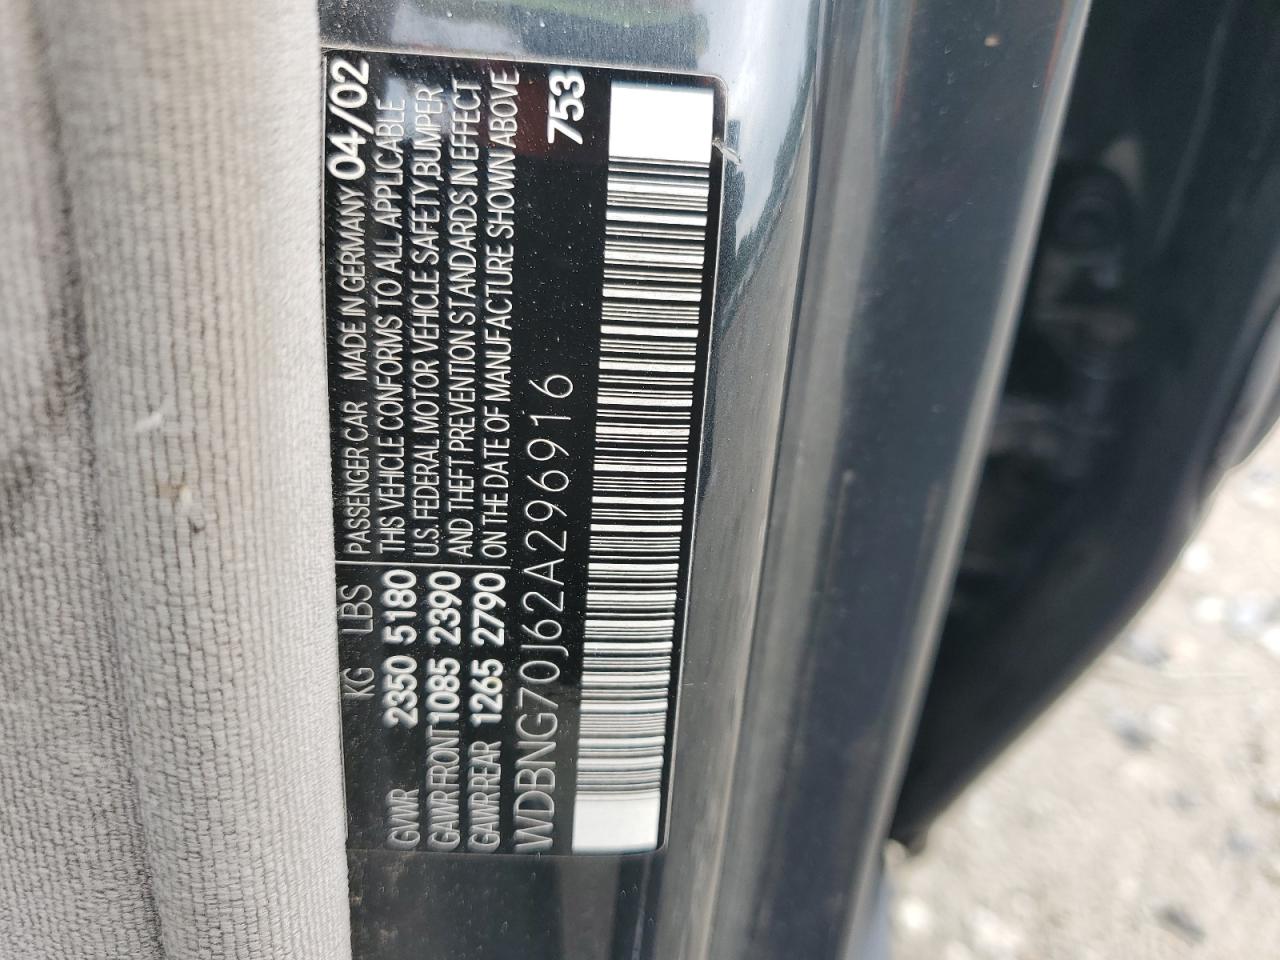 PASSENGER CAR MADE IN GERMANY 04/02
KG LBS THIS VEHICLE CONFORMS TO ALL APPLICABLE
GVWR 2350 5180 U.S. FEDERAL MOTOR VEHICLE SAFETY,BUMPER
GAWR FRONT 1085 2390 AND THEFT PREVENTION STANDARDS IN EFFECT
GAWR REAR 1265 2790 ON THE DATE OF MANUFACTURE SHOWN ABOVE
WDBNG70J62A296916 753